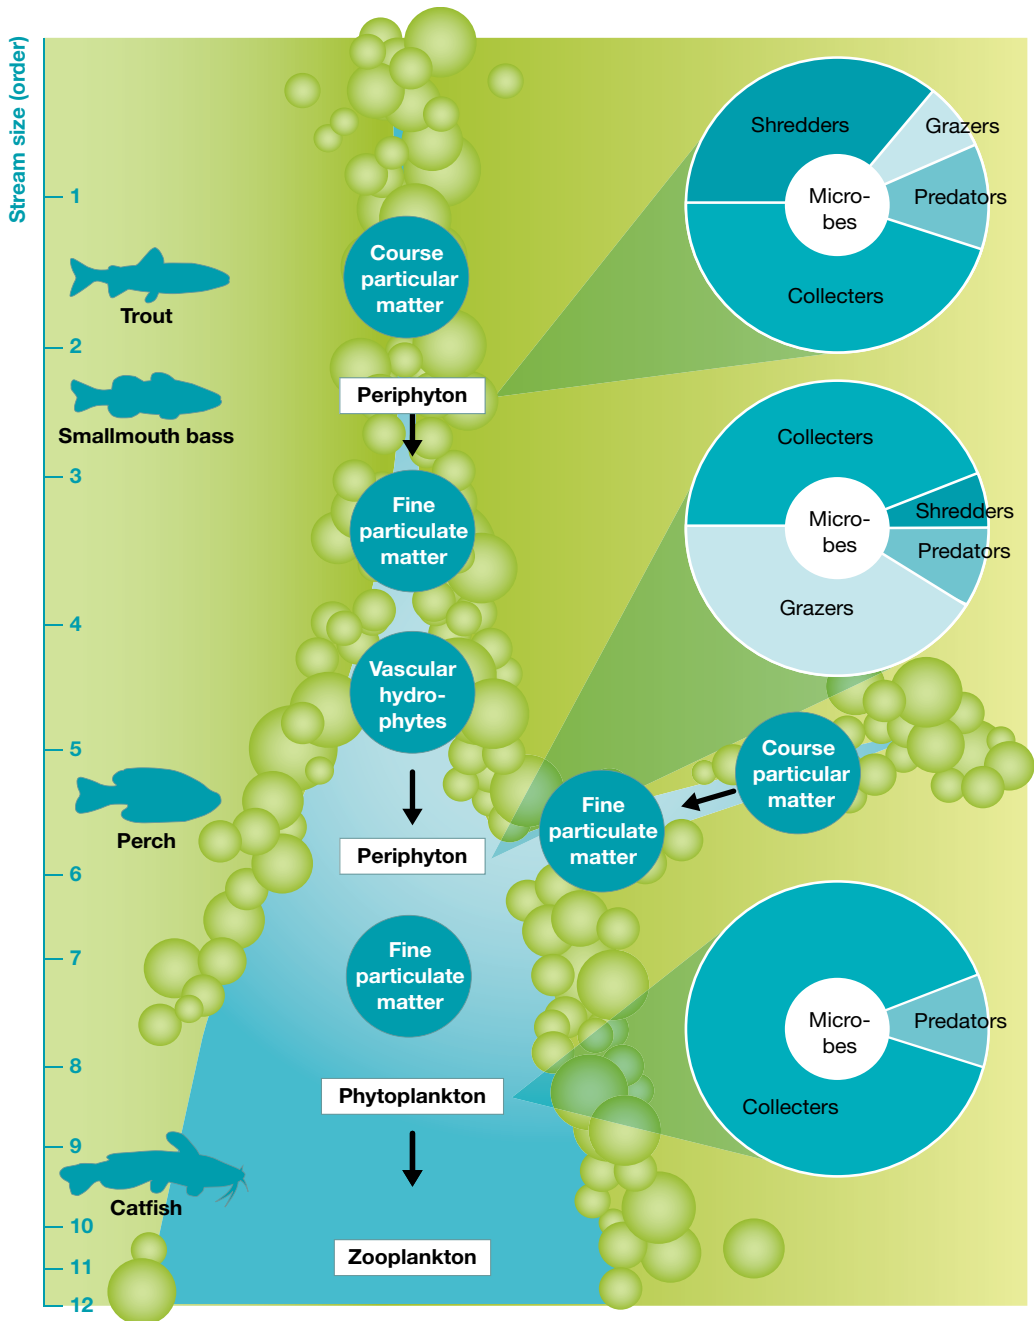 Stream size (order)
1
2
3
4
5
6
7
8
9
10
11
12
Trout
Smallmouth bass
Perch
Catfish
Course
particular
matter
Periphyton
Fine
particulate
matter
Vascular
hydro-
phytes
Periphyton
Fine
particulate
matter
Phytoplankton
Zooplankton
Course
particular
matter
Fine
particulate
matter
Shredders
Grazers
Predators
Collecters
Micro-
bes
Collecters
Shredders
Predators
Grazers
Micro-
bes
Predators
Collecters
Micro-
bes